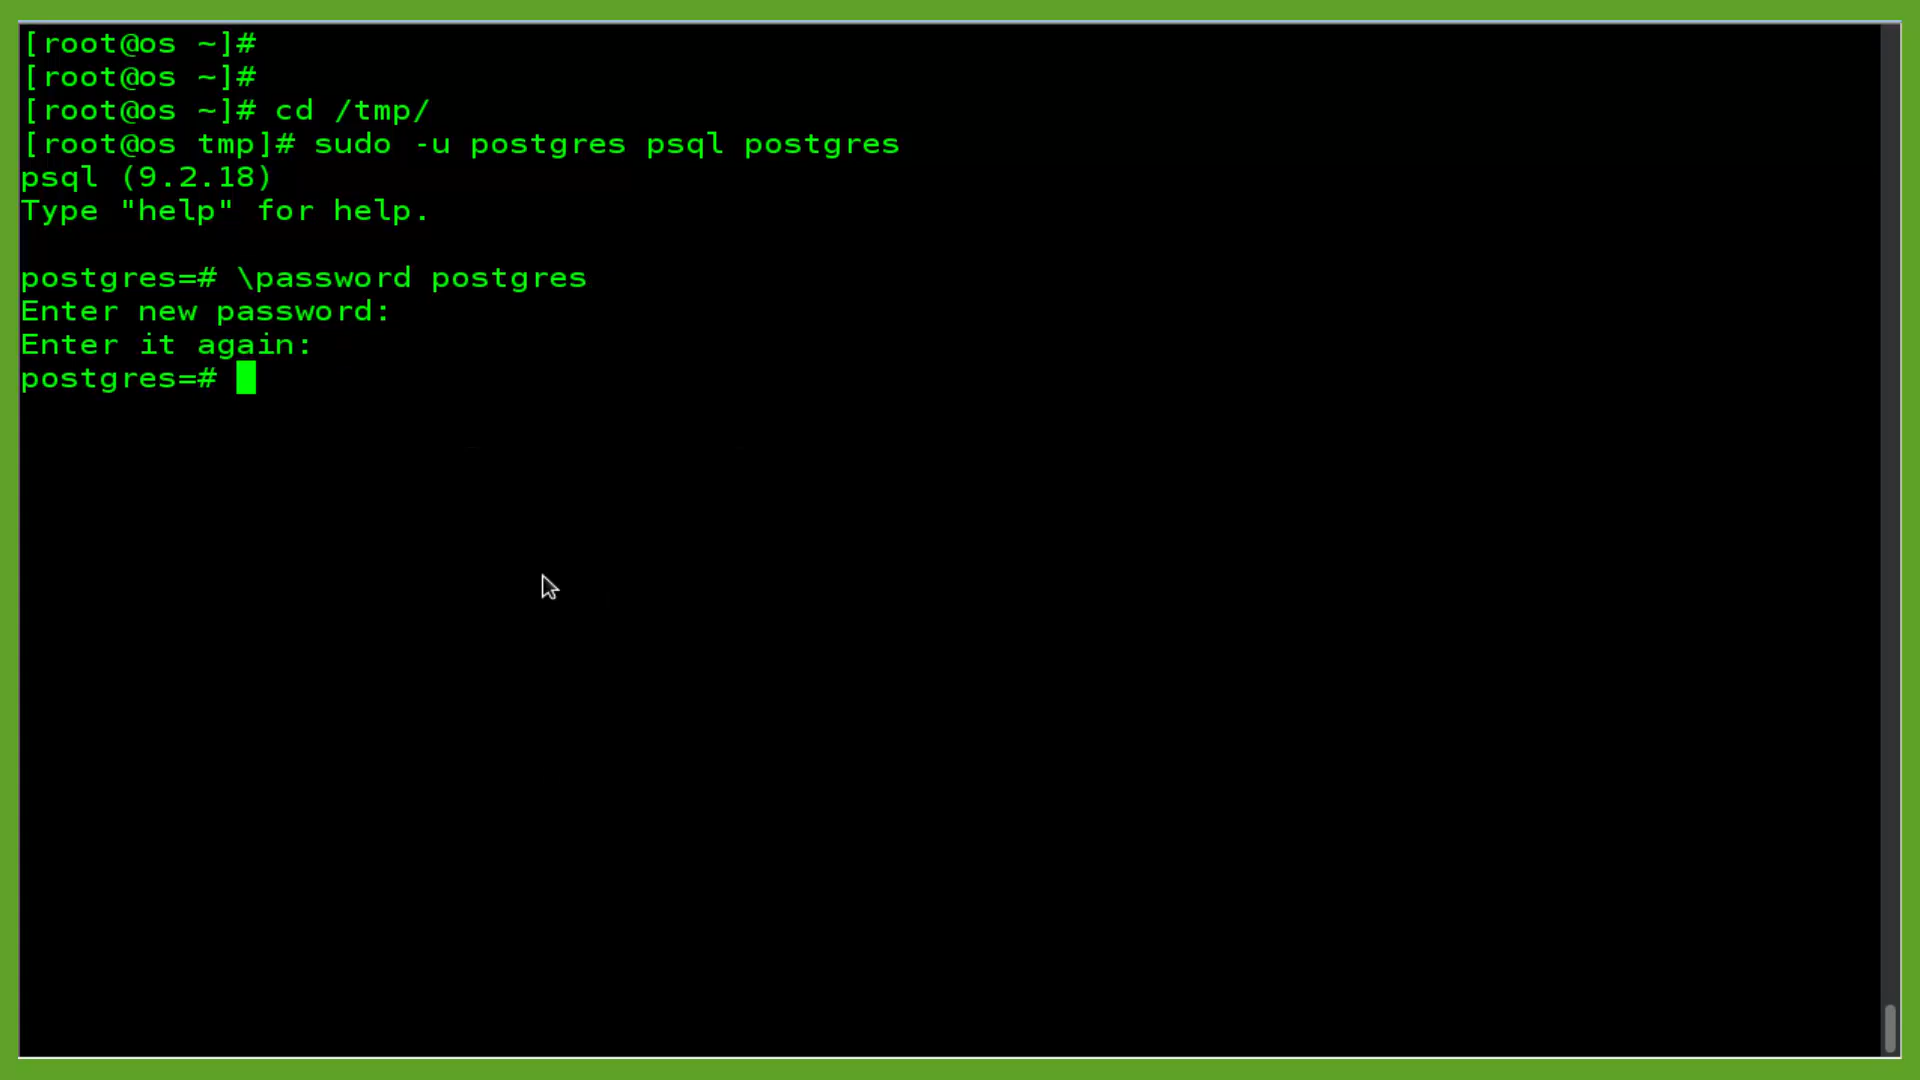 [root@os ~]#
[root@os ~]#
[root@os ~]# cd /tmp/
[root@os tmp]# sudo -u postgres psql postgres
psql (9.2.18)
Type "help" for help.

postgres=# \password postgres
Enter new password:
Enter it again:
postgres=#